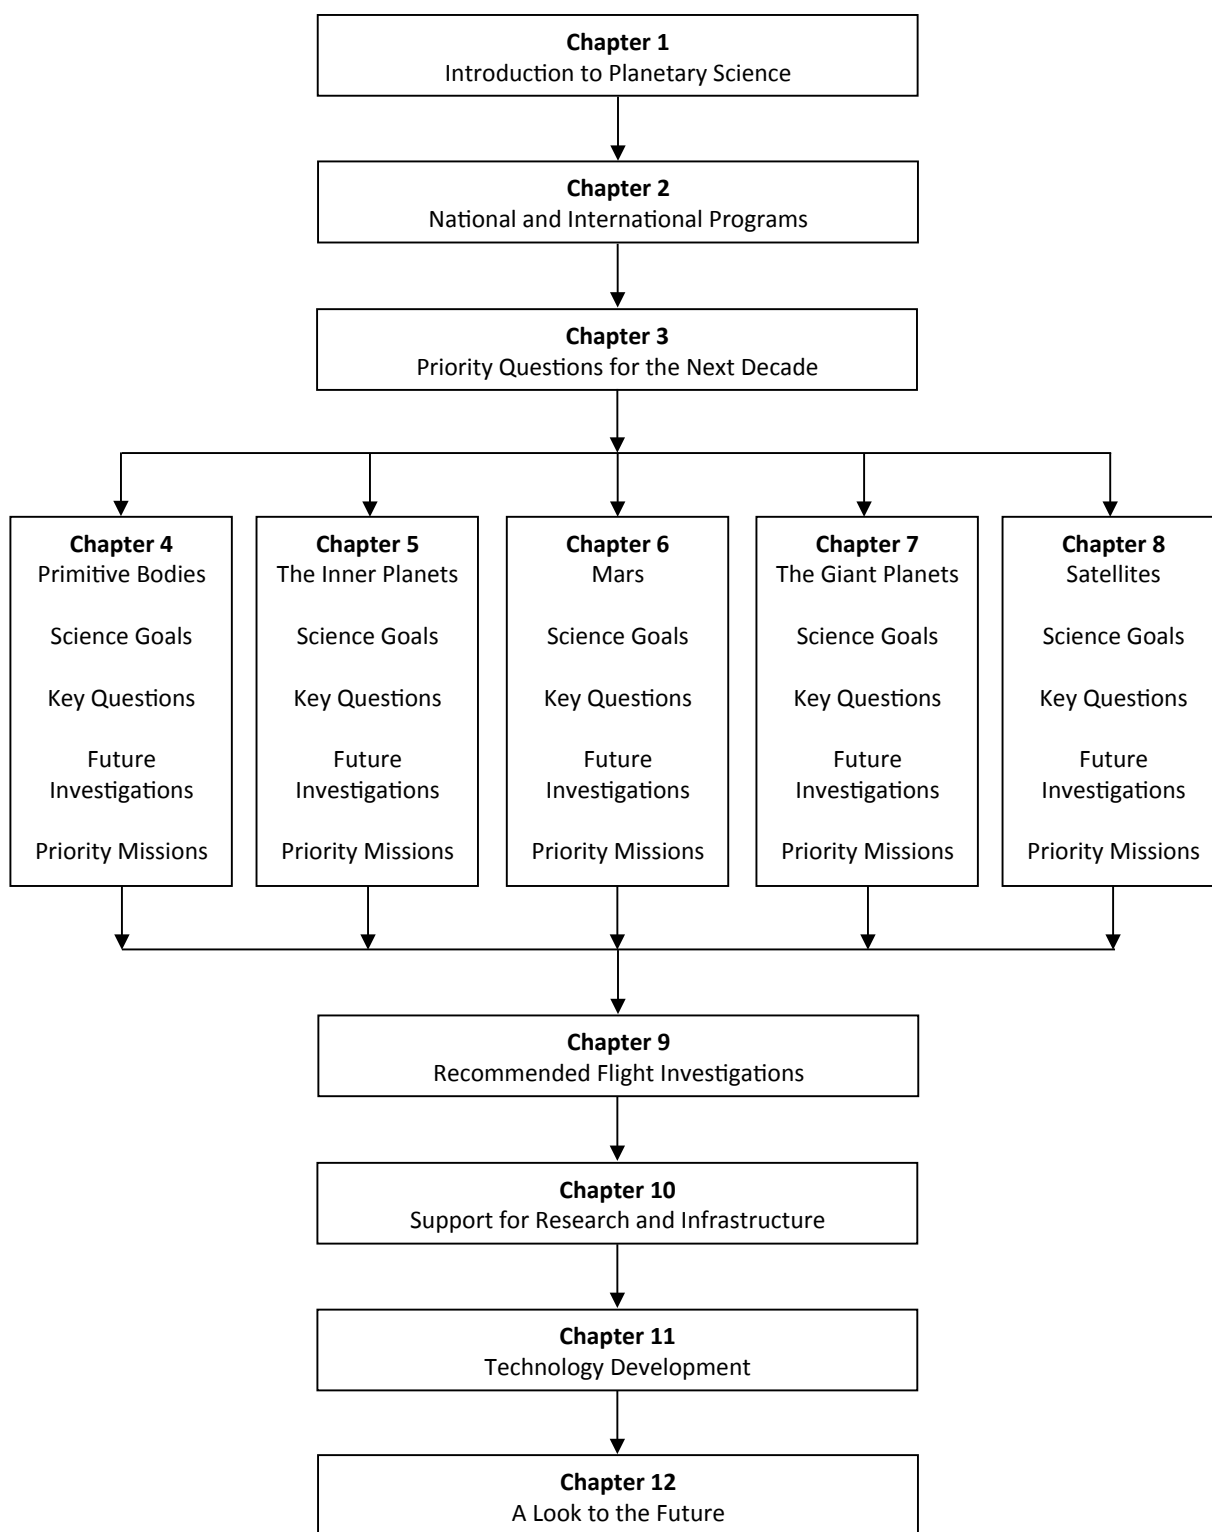 Chapter 1
Introduction to Planetary Science
Chapter 2
National and International Programs
Chapter 3
Priority Questions for the Next Decade
Chapter 4
Primitive Bodies
Science Goals
Key Questions
Future
Investigations
Priority Missions
Chapter 5
The Inner Planets
Science Goals
Key Questions
Future
Investigations
Priority Missions
Chapter 6
Mars
Science Goals
Key Questions
Future
Investigations
Priority Missions
Chapter 7
The Giant Planets
Science Goals
Key Questions
Future
Investigations
Priority Missions
Chapter 8
Satellites
Science Goals
Key Questions
Future
Investigations
Priority Missions
Chapter 9
Recommended Flight Investigations
Chapter 10
Support for Research and Infrastructure
Chapter 11
Technology Development
Chapter 12
A Look to the Future